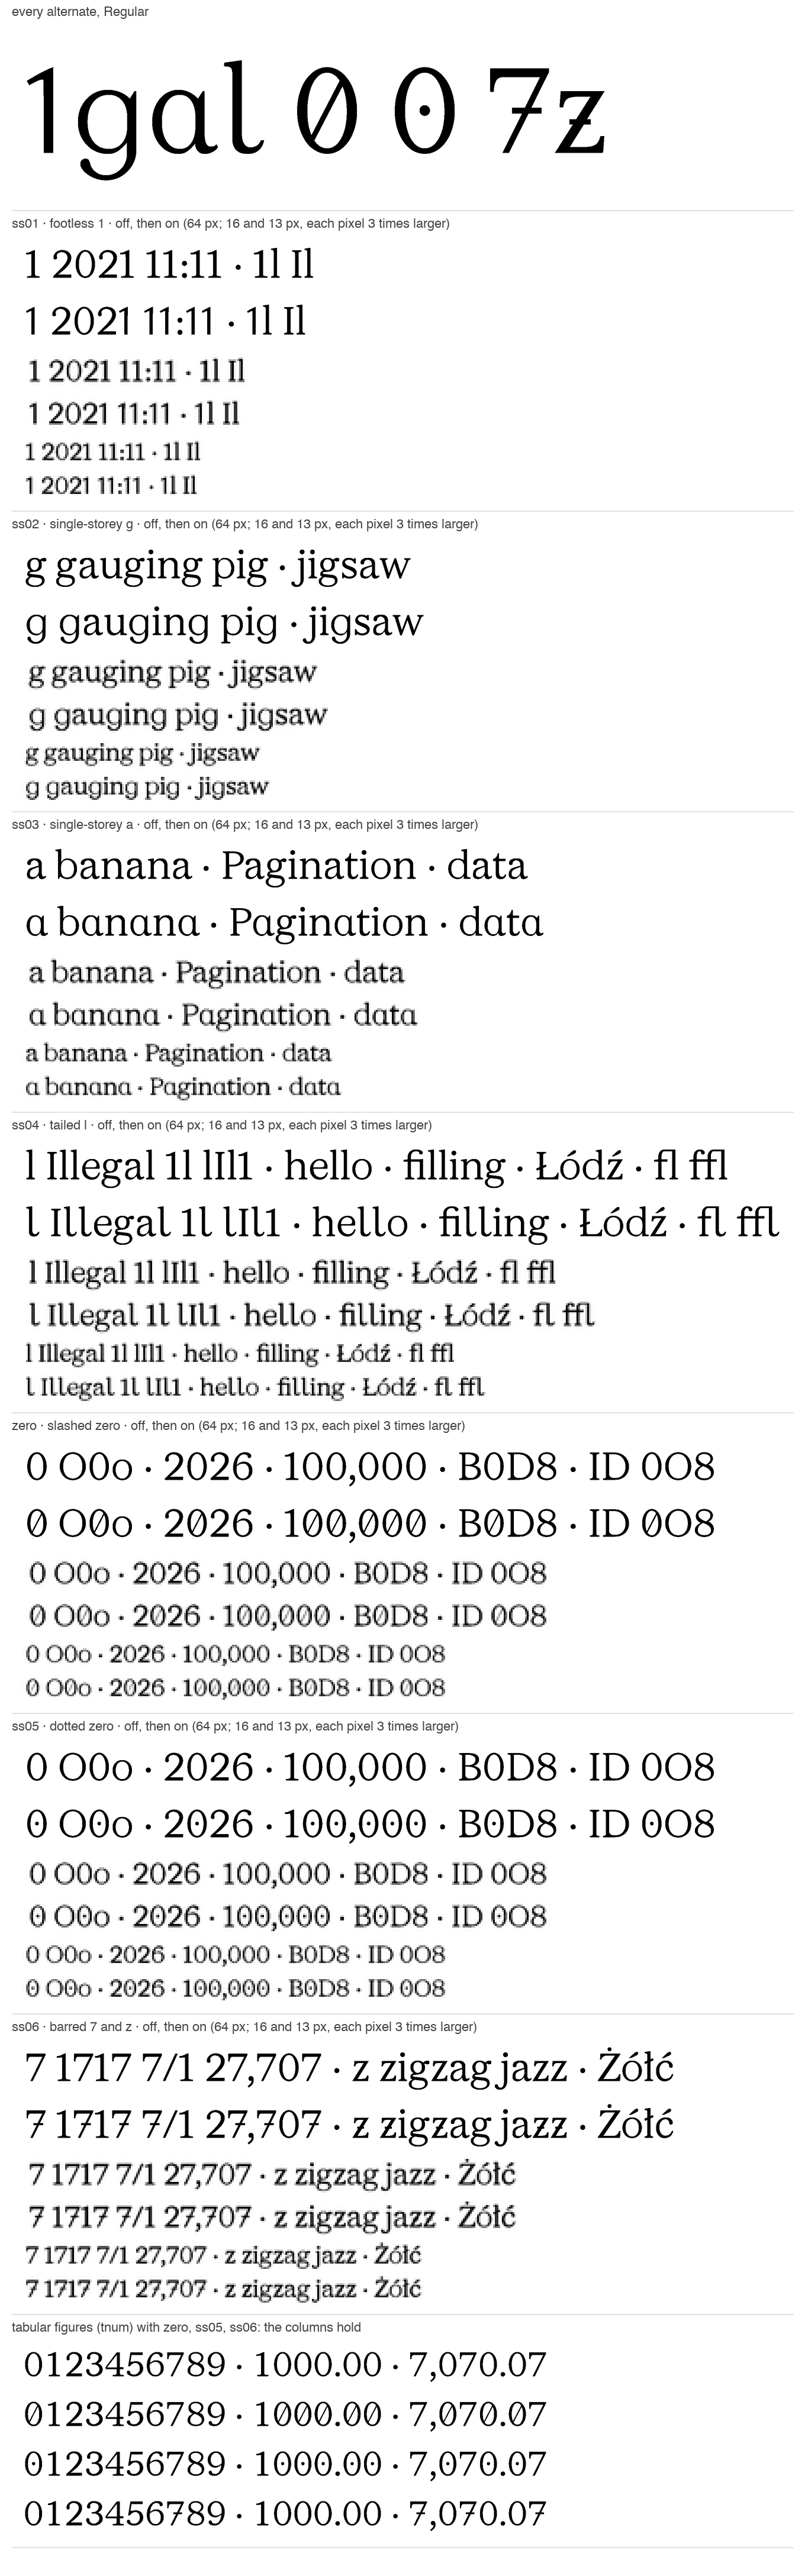 every alternate, Regular
1gal 0 0 7z
ss01 · footless 1 · off, then on (64 px; 16 and 13 px, each pixel 3 times larger)
1 2021 11:11 · 1l Il
1 2021 11:11 · 1l Il
1 2021 11:11 · 1l Il
1 2021 11:11 · 1l Il
1 2021 11:11 · 1l Il
1 2021 11:11 · 1l Il
ss02 · single-storey g · off, then on (64 px; 16 and 13 px, each pixel 3 times larger)
g gauging pig · jigsaw
g gauging pig · jigsaw
g gauging pig · jigsaw
g gauging pig · jigsaw
g gauging pig · jigsaw
g gauging pig · jigsaw
ss03 · single-storey a · off, then on (64 px; 16 and 13 px, each pixel 3 times larger)
a banana · Pagination · data
a banana · Pagination · data
a banana · Pagination · data
a banana · Pagination · data
a banana · Pagination · data
a banana · Pagination · data
ss04 · tailed l · off, then on (64 px; 16 and 13 px, each pixel 3 times larger)
l Illegal 1l lIl1 · hello · filling · Łódź · fl ffl
l Illegal 1l lIl1 · hello · filling · Łódź · fl ffl
l Illegal 1l lIl1 · hello · filling · Łódź · fl ffl
l Illegal 1l lIl1 · hello · filling · Łódź · fl ffl
l Illegal 1l lIl1 · hello · filling · Łódź · fl ffl
l Illegal 1l lIl1 · hello · filling · Łódź · fl ffl
zero · slashed zero · off, then on (64 px; 16 and 13 px, each pixel 3 times larger)
0 O0o · 2026 · 100,000 · B0D8 · ID 0O8
0 O0o · 2026 · 100,000 · B0D8 · ID 0O8
0 O0o · 2026 · 100,000 · B0D8 · ID 0O8
0 O0o · 2026 · 100,000 · B0D8 · ID 0O8
0 O0o · 2026 · 100,000 · B0D8 · ID 0O8
0 O0o · 2026 · 100,000 · B0D8 · ID 0O8
ss05 · dotted zero · off, then on (64 px; 16 and 13 px, each pixel 3 times larger)
0 O0o · 2026 · 100,000 · B0D8 · ID 0O8
0 O0o · 2026 · 100,000 · B0D8 · ID 0O8
0 O0o · 2026 · 100,000 · B0D8 · ID 0O8
0 O0o · 2026 · 100,000 · B0D8 · ID 0O8
0 O0o · 2026 · 100,000 · B0D8 · ID 0O8
0 O0o · 2026 · 100,000 · B0D8 · ID 0O8
ss06 · barred 7 and z · off, then on (64 px; 16 and 13 px, each pixel 3 times larger)
7 1717 7/1 27,707 · z zigzag jazz · Żółć
7 1717 7/1 27,707 · z zigzag jazz · Żółć
7 1717 7/1 27,707 · z zigzag jazz · Żółć
7 1717 7/1 27,707 · z zigzag jazz · Żółć
7 1717 7/1 27,707 · z zigzag jazz · Żółć
7 1717 7/1 27,707 · z zigzag jazz · Żółć
tabular figures (tnum) with zero, ss05, ss06: the columns hold
0123456789 · 1000.00 · 7,070.07
0123456789 · 1000.00 · 7,070.07
0123456789 · 1000.00 · 7,070.07
0123456789 · 1000.00 · 7,070.07